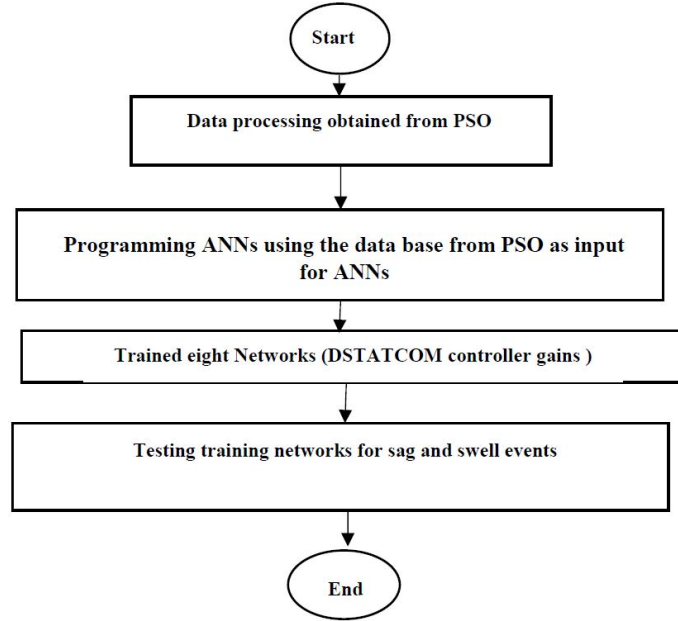 Start
Data processing obtained from PSO
Programming ANNs using the data base from PSO as input
for ANNs
Trained eight Networks (DSTATCOM controller gains )
Testing training networks for sag and swell events
End